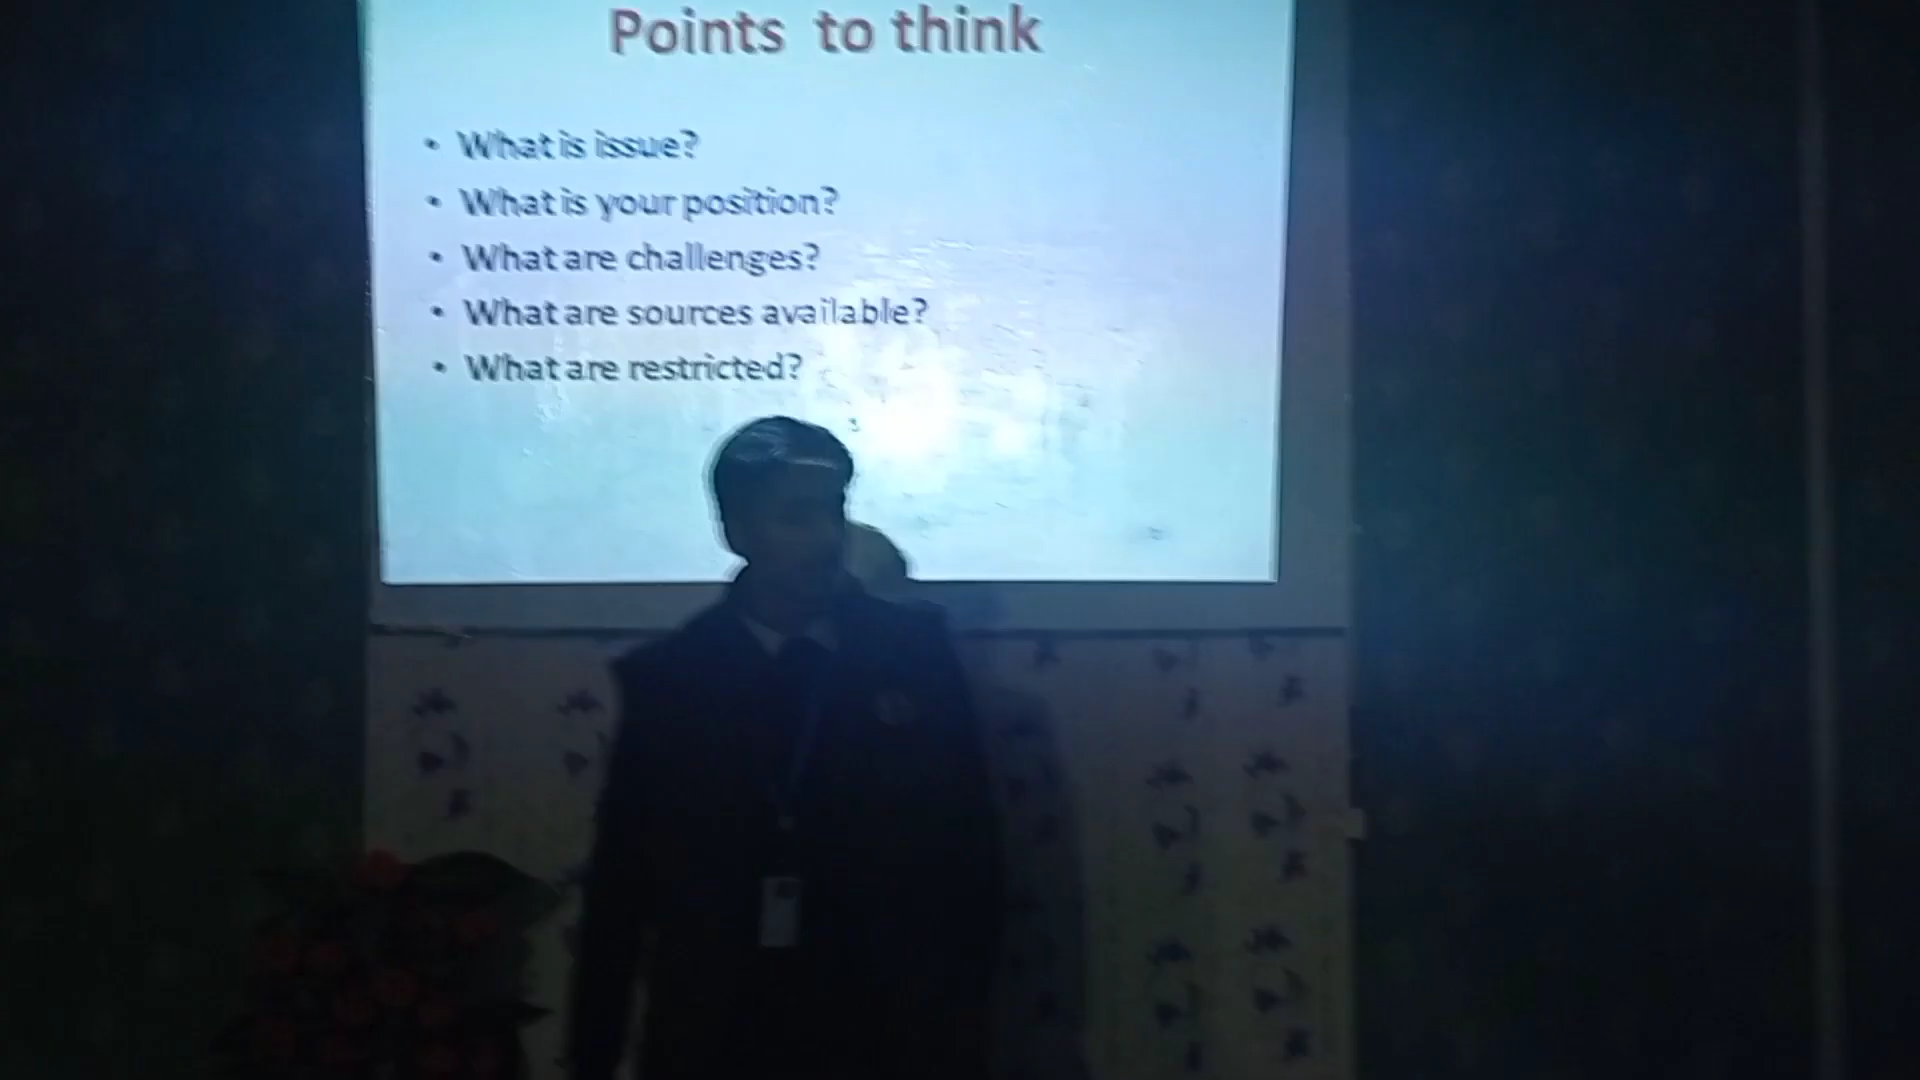 Points to think
• What is issue?
• What is your position?
• What are challenges?
• What are sources available?
• What are restricted?